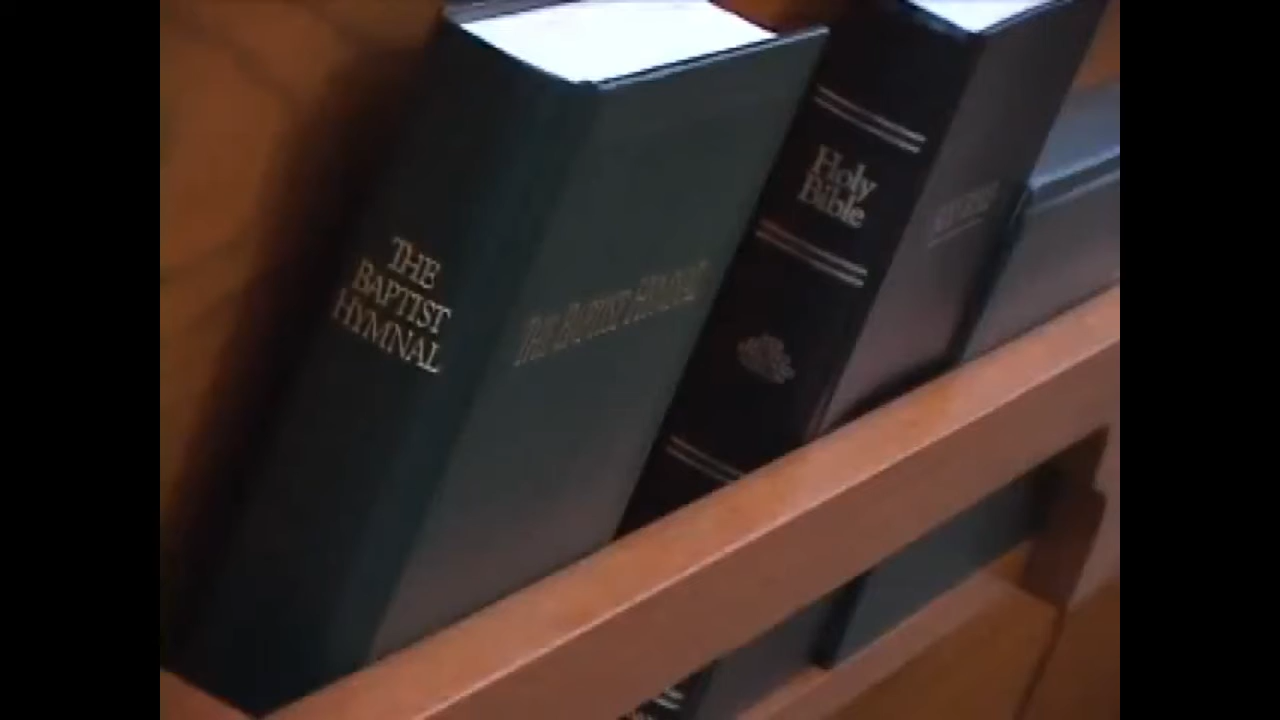 THE
BAPTIST
HYMNAL
THE BAPTIST HYMNAL
Holy
Bible